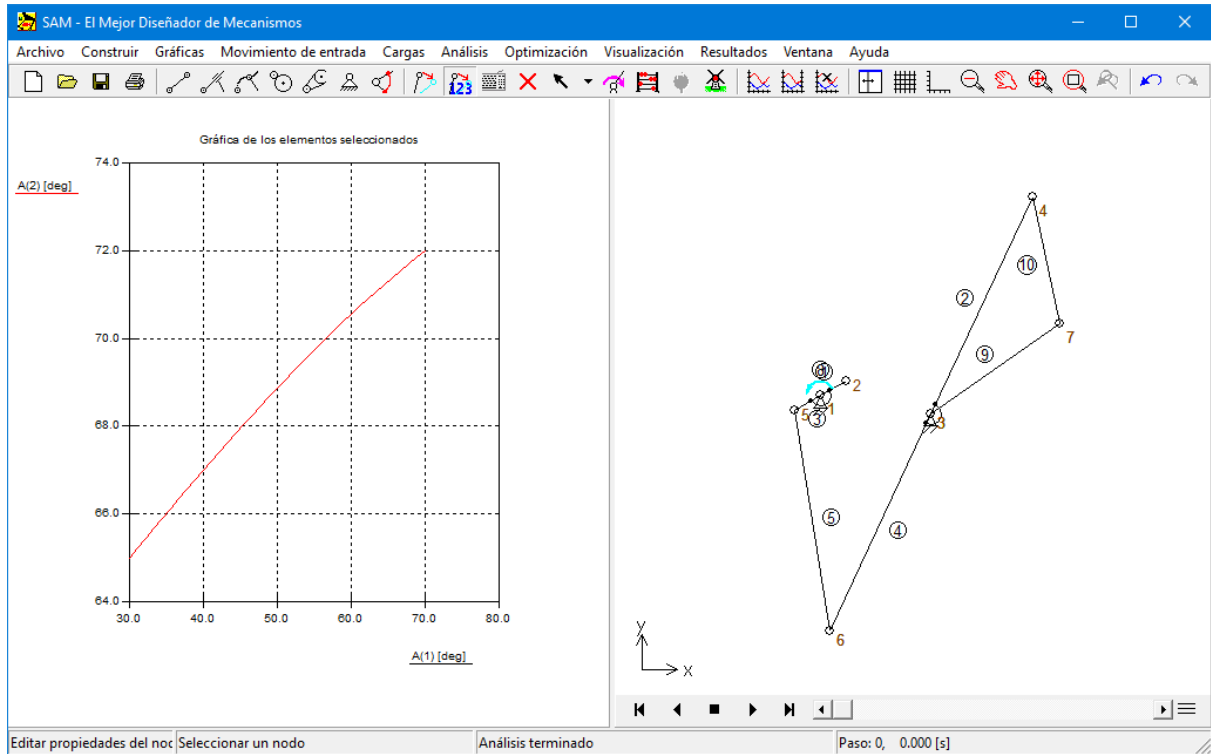 SAM - El Mejor Diseñador de Mecanismos
Archivo Construir Gráficas Movimiento de entrada Cargas Análisis Optimización Visualización Resultados Ventana Ayuda
123
Gráfica de los elementos seleccionados
A(2) [deg]
74.0
72.0
70.0
68.0
66.0
64.0
30.0 40.0 50.0 60.0 70.0 80.0
A(1) [deg]
4
10
2
7
9
2
1
5
3
3
5
4
6
y
x
Editar propiedades del noc Seleccionar un nodo Análisis terminado Paso: 0, 0.000 [s]